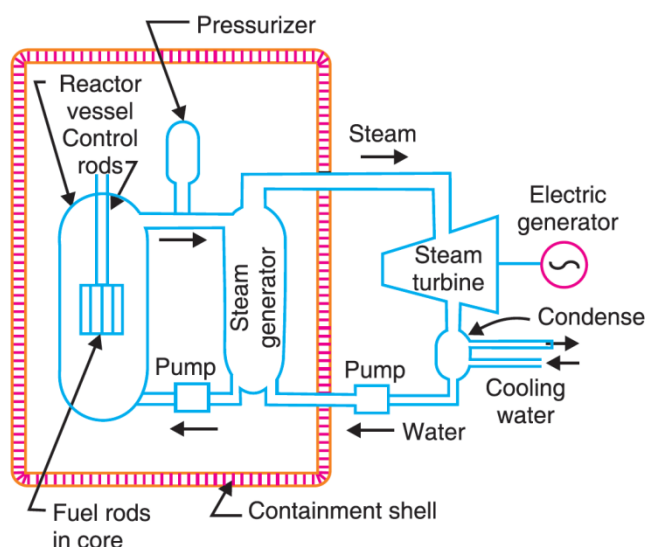 Pressurizer
Reactor
vessel
Control
rods
Steam
Electric
generator
Steam
turbine
Steam
generator
Condense
Pump
Pump
Cooling
water
Water
Fuel rods
in core
Containment shell